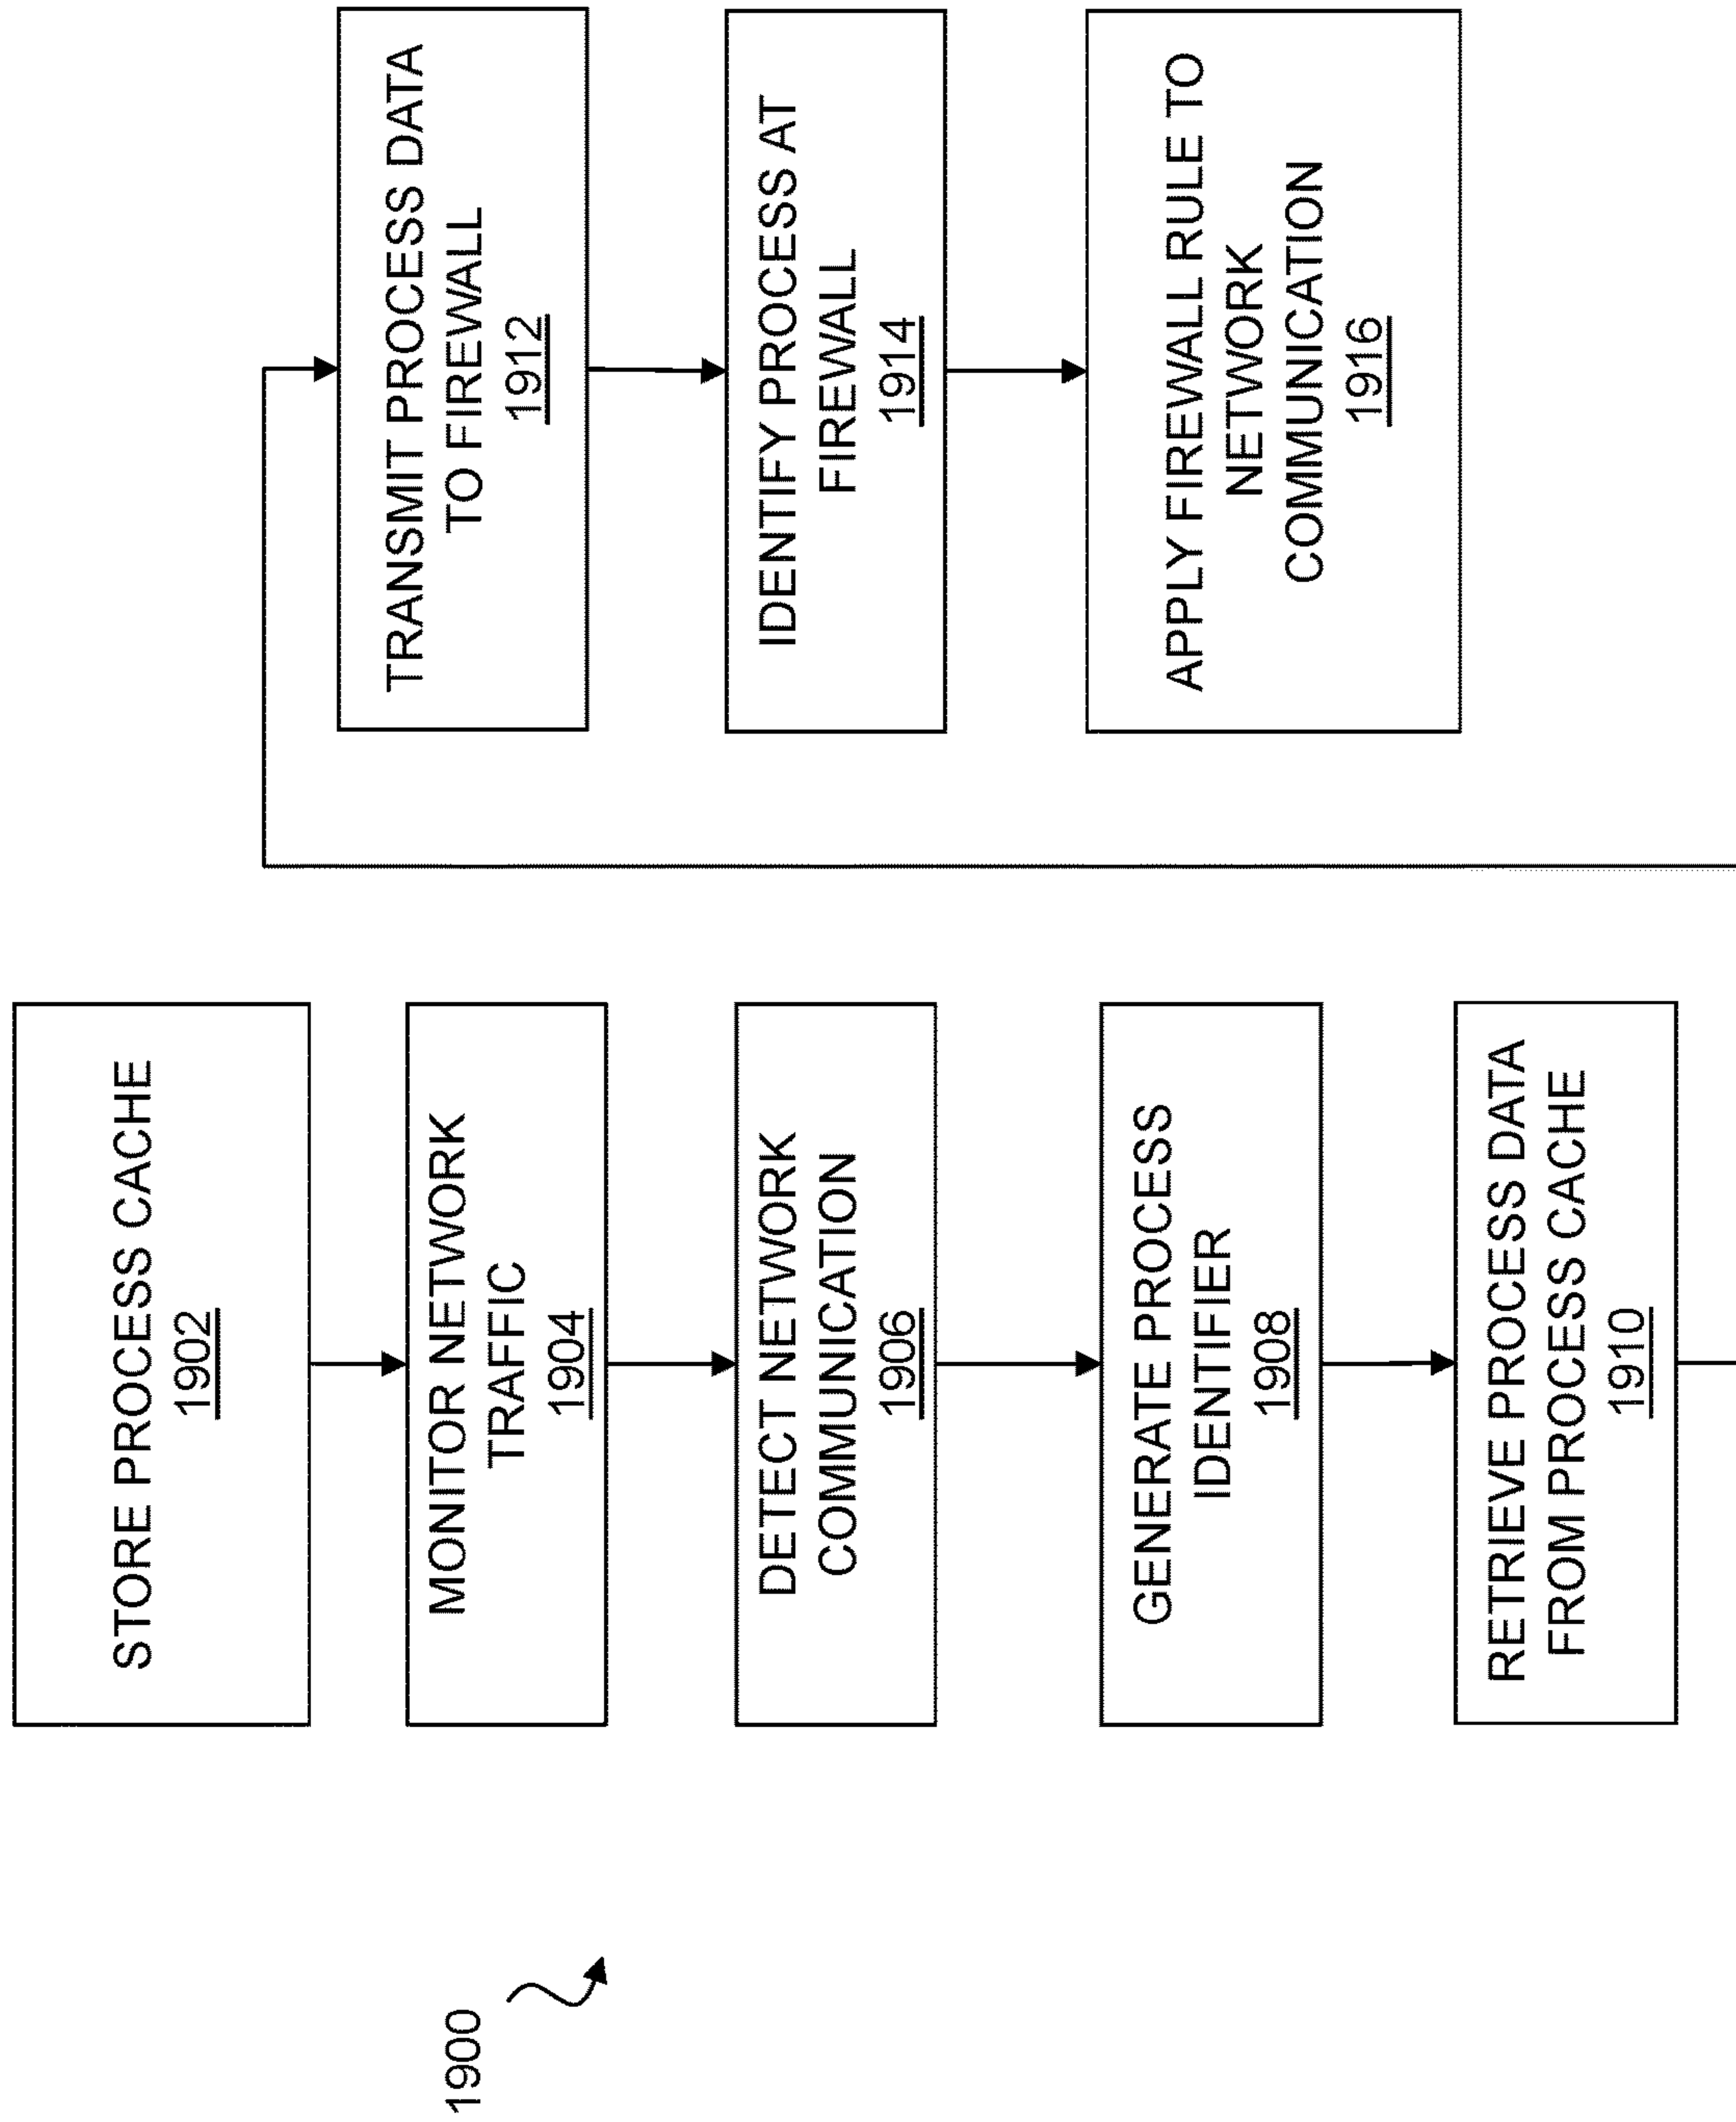 1900
STORE PROCESS CACHE
1902
MONITOR NETWORK
TRAFFIC
1904
DETECT NETWORK
COMMUNICATION
1906
GENERATE PROCESS
IDENTIFIER
1908
RETRIEVE PROCESS DATA
FROM PROCESS CACHE
1910
TRANSMIT PROCESS DATA
TO FIREWALL
1912
IDENTIFY PROCESS AT
FIREWALL
1914
APPLY FIREWALL RULE TO
NETWORK
COMMUNICATION
1916